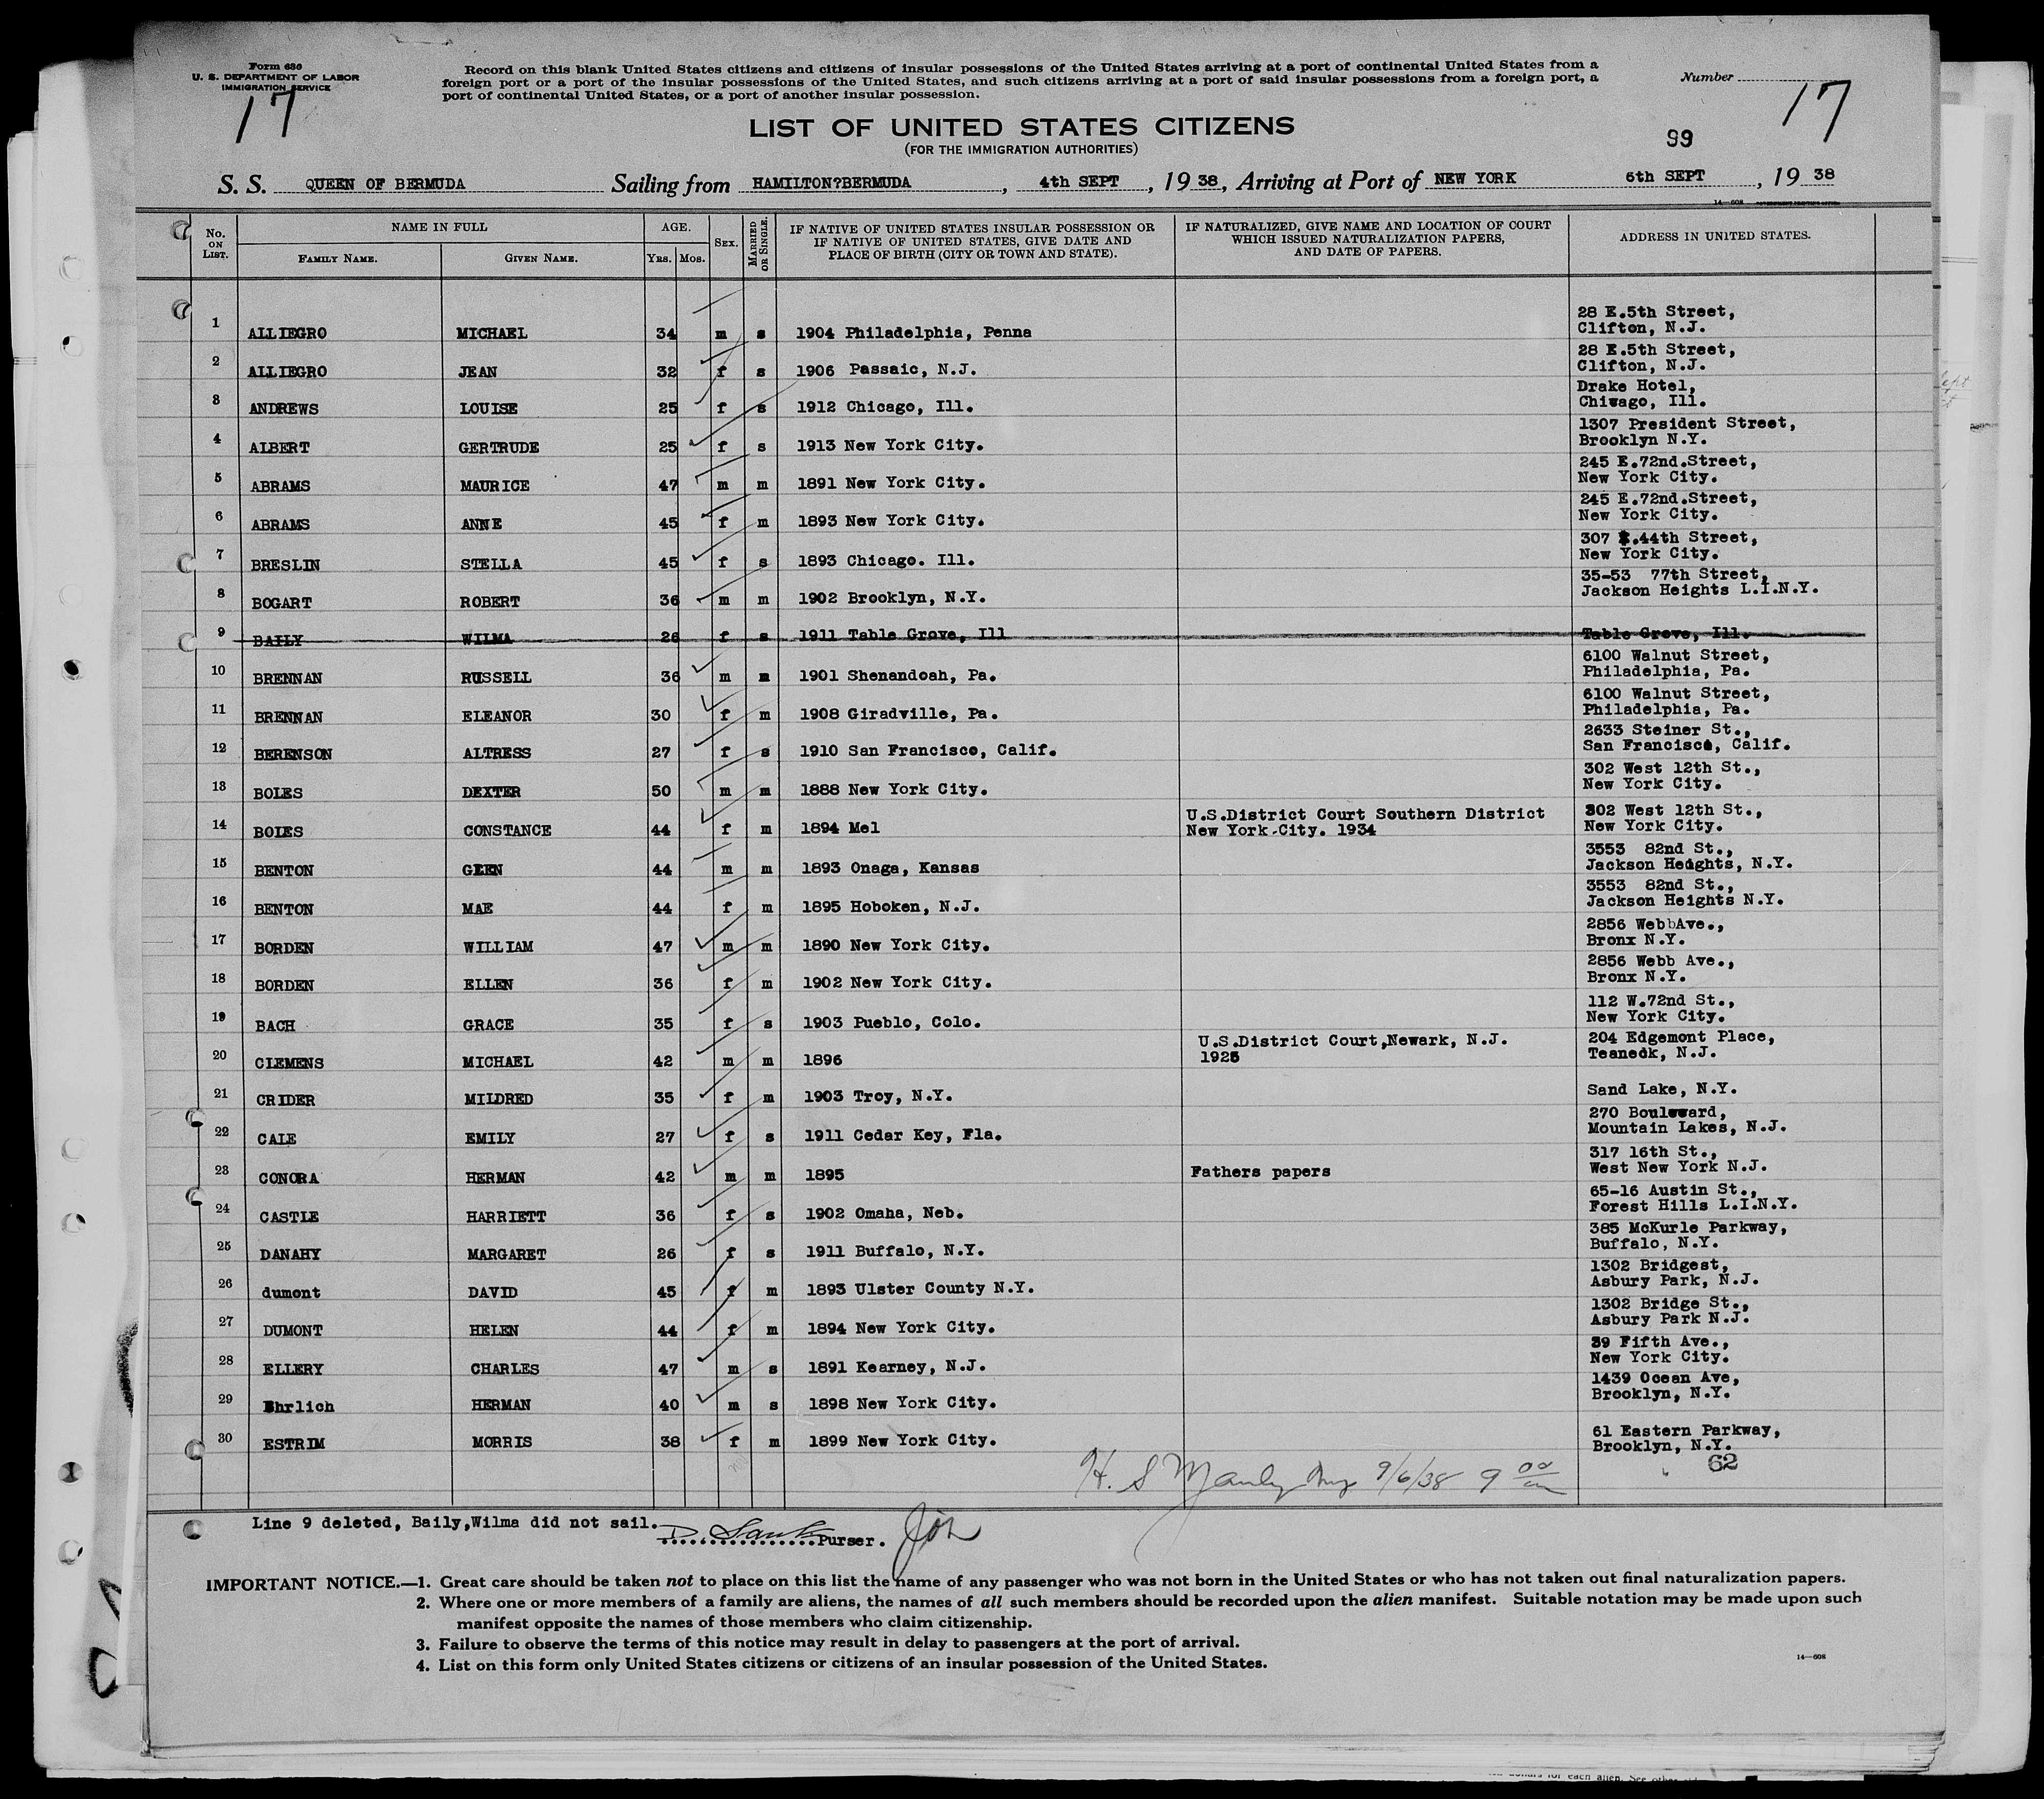 Form 686
U. S. DEPARTMENT OF LABOR
IMMIGRATION SERVICE
17
Record on this blank United States citizens and citizens of insular possessions of the United States arriving at a port of continental United States from a
foreign port or a port of the insular possessions of the United States, and such citizens arriving at a port of said insular possessions from a foreign port, a
port of continental United States, or a port of another insular possession.
Number
17
LIST OF UNITED STATES CITIZENS
(FOR THE IMMIGRATION AUTHORITIES)
99
S. S. QUEEN OF BERMUDA Sailing from HAMILTON?BERMUDA, 4th SEPT, 1938, Arriving at Port of NEW YORK 6th SEPT, 1938
14—608
No. ON LIST. NAME IN FULL AGE. SEX. MARRIED OR SINGLE. IF NATIVE OF UNITED STATES INSULAR POSSESSION OR IF NATIVE OF UNITED STATES, GIVE DATE AND PLACE OF BIRTH (CITY OR TOWN AND STATE). IF NATURALIZED, GIVE NAME AND LOCATION OF COURT WHICH ISSUED NATURALIZATION PAPERS, AND DATE OF PAPERS. ADDRESS IN UNITED STATES.
FAMILY NAME. GIVEN NAME. YRS. MOS.
1 ALLIEGRO MICHAEL 34 m s 1904 Philadelphia, Penna 28 E.5th Street, Clifton, N.J.
2 ALLIEGRO JEAN 32 f s 1906 Passaic, N.J. 28 E.5th Street, Clifton, N.J.
3 ANDREWS LOUISE 25 f s 1912 Chicago, Ill. Drake Hotel, Chiwago, Ill.
4 ALBERT GERTRUDE 25 f s 1913 New York City. 1307 President Street, Brooklyn N.Y.
5 ABRAMS MAURICE 47 m m 1891 New York City. 245 E.72nd.Street, New York City.
6 ABRAMS ANNE 45 f m 1893 New York City. 245 E.72nd.Street, New York City.
7 BRESLIN STELLA 45 f s 1893 Chicago. Ill. 307 E.44th Street, New York City.
8 BOGART ROBERT 36 m m 1902 Brooklyn, N.Y. 35-53 77th Street, Jackson Heights L.I.N.Y.
9 BAILY WILMA 26 f s 1911 Table Grove, Ill Table Grove, Ill.
10 BRENNAN RUSSELL 36 m m 1901 Shenandoah, Pa. 6100 Walnut Street, Philadelphia, Pa.
11 BRENNAN ELEANOR 30 f m 1908 Giradville, Pa. 6100 Walnut Street, Philadelphia, Pa.
12 BERENSON ALTRESS 27 f s 1910 San Francisco, Calif. 2633 Steiner St., San Francisco, Calif.
13 BOLES DEXTER 50 m m 1888 New York City. 302 West 12th St., New York City.
14 BOLES CONSTANCE 44 f m 1894 Mel U.S.District Court Southern District New York.City. 1934 302 West 12th St., New York City.
15 BENTON GLEN 44 m m 1893 Onaga, Kansas 3553 82nd St., Jackson Heights, N.Y.
16 BENTON MAE 44 f m 1895 Hoboken, N.J. 3553 82nd St., Jackson Heights N.Y.
17 BORDEN WILLIAM 47 m m 1890 New York City. 2856 WebbAve., Bronx N.Y.
18 BORDEN ELLEN 36 f m 1902 New York City. 2856 Webb Ave., Bronx N.Y.
19 BACH GRACE 35 f s 1903 Pueblo, Colo. 112 W.72nd St., New York City.
20 CLEMENS MICHAEL 42 m m 1896 U.S.District Court,Newark, N.J. 1925 204 Edgemont Place, Teaneck, N.J.
21 CRIDER MILDRED 35 f m 1903 Troy, N.Y. Sand Lake, N.Y.
22 CALE EMILY 27 f s 1911 Cedar Key, Fla. 270 Boulevard, Mountain Lakes, N.J.
23 CONORA HERMAN 42 m m 1895 Fathers papers 317 16th St., West New York N.J.
24 CASTLE HARRIETT 36 f s 1902 Omaha, Neb. 65-16 Austin St., Forest Hills L.I.N.Y.
25 DANAHY MARGARET 26 f s 1911 Buffalo, N.Y. 385 McKurle Parkway, Buffalo, N.Y.
26 dumont DAVID 45 f m 1893 Ulster County N.Y. 1302 Bridgest, Asbury Park, N.J.
27 DUMONT HELEN 44 f m 1894 New York City. 1302 Bridge St., Asbury Park N.J.
28 ELLERY CHARLES 47 m s 1891 Kearney, N.J. 39 Fifth Ave., New York City.
29 Ehrlich HERMAN 40 m s 1898 New York City. 1439 Ocean Ave, Brooklyn, N.Y.
30 ESTRIM MORRIS 38 f m 1899 New York City. 61 Eastern Parkway, Brooklyn, N.Y.
62
H. S Manly 9/6/38 9 00
Line 9 deleted, Baily,Wilma did not sail. Purser.
IMPORTANT NOTICE.—1. Great care should be taken not to place on this list the name of any passenger who was not born in the United States or who has not taken out final naturalization papers.
2. Where one or more members of a family are aliens, the names of all such members should be recorded upon the alien manifest. Suitable notation may be made upon such
manifest opposite the names of those members who claim citizenship.
3. Failure to observe the terms of this notice may result in delay to passengers at the port of arrival.
4. List on this form only United States citizens or citizens of an insular possession of the United States.
14—608